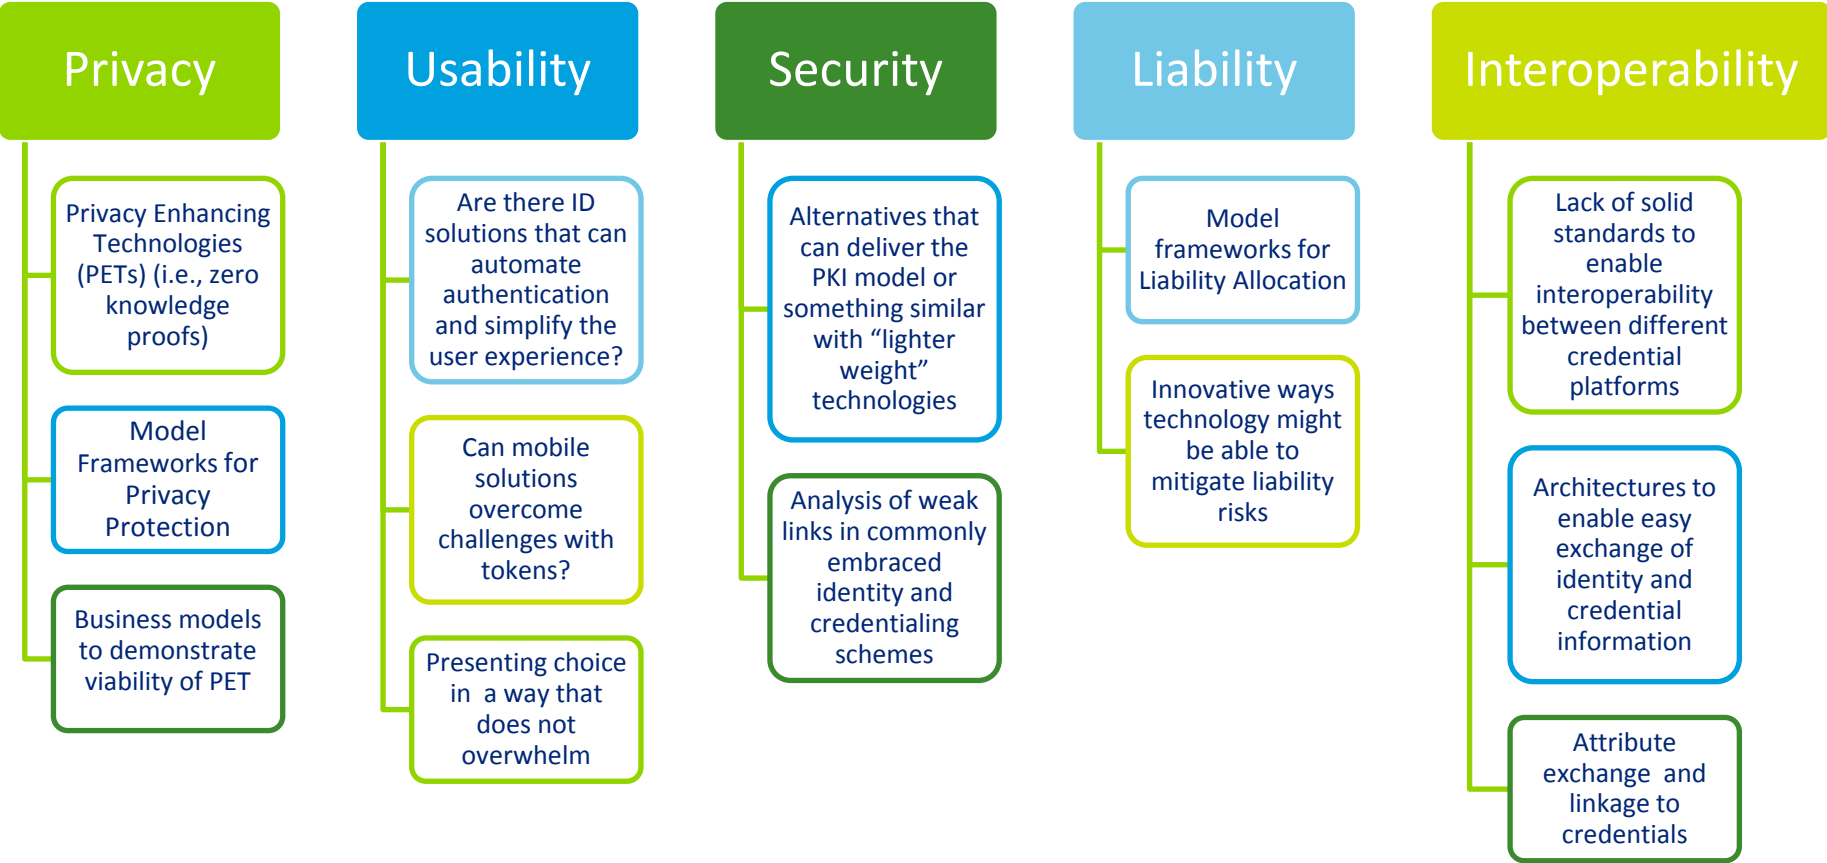 Privacy
Privacy Enhancing
Technologies
(PETs) (i.e., zero
knowledge
proofs)
Model
Frameworks for
Privacy
Protection
Business models
to demonstrate
viability of PET
Usability
Are there ID
solutions that can
automate
authentication
and simplify the
user experience?
Can mobile
solutions
overcome
challenges with
tokens?
Presenting choice
in a way that
does not
overwhelm
Security
Alternatives that
can deliver the
PKI model or
something similar
with “lighter
weight”
technologies
Analysis of weak
links in commonly
embraced
identity and
credentialing
schemes
Liability
Model
frameworks for
Liability Allocation
Innovative ways
technology might
be able to
mitigate liability
risks
Interoperability
Lack of solid
standards to
enable
interoperability
between different
credential
platforms
Architectures to
enable easy
exchange of
identity and
credential
information
Attribute
exchange and
linkage to
credentials